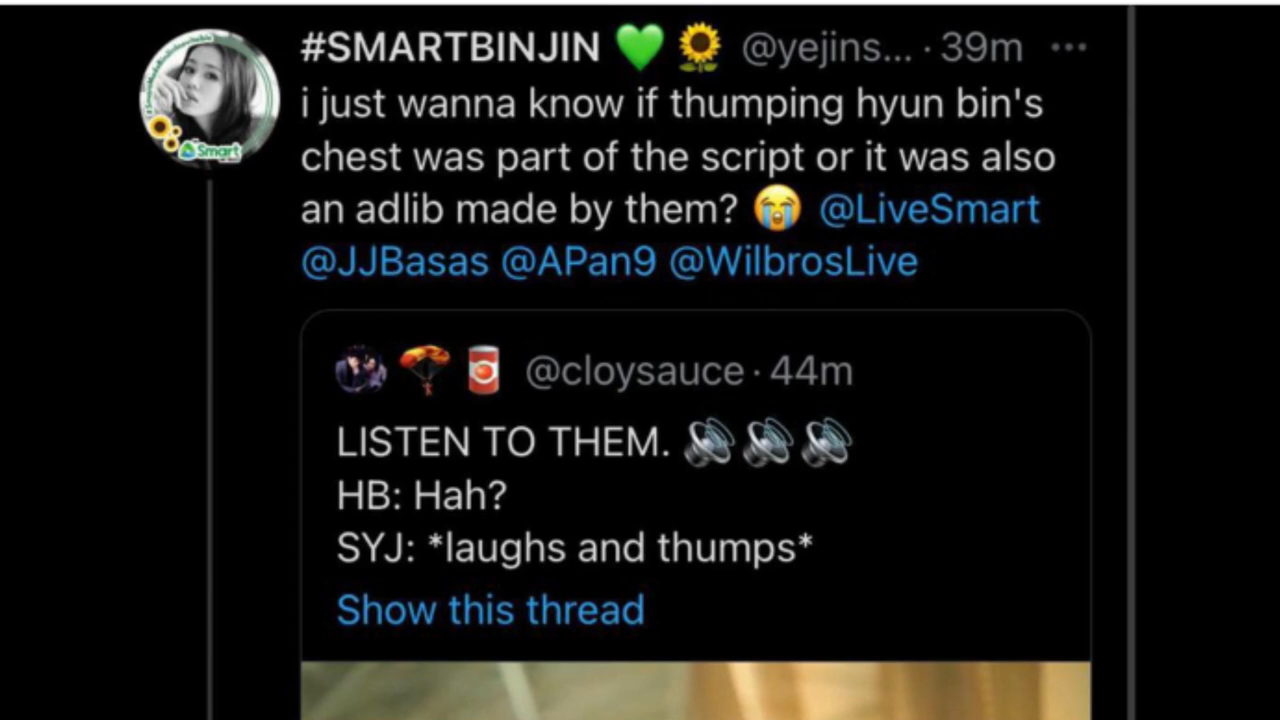 #SMARTBINJIN 💚 🌻 @yejins... · 39m ···
i just wanna know if thumping hyun bin's
chest was part of the script or it was also
an adlib made by them? 😭 @LiveSmart
@JJBasas @APan9 @WilbrosLive
Smart
🪂 🥫 @cloysauce · 44m
LISTEN TO THEM. 🔊🔊🔊
HB: Hah?
SYJ: *laughs and thumps*
Show this thread